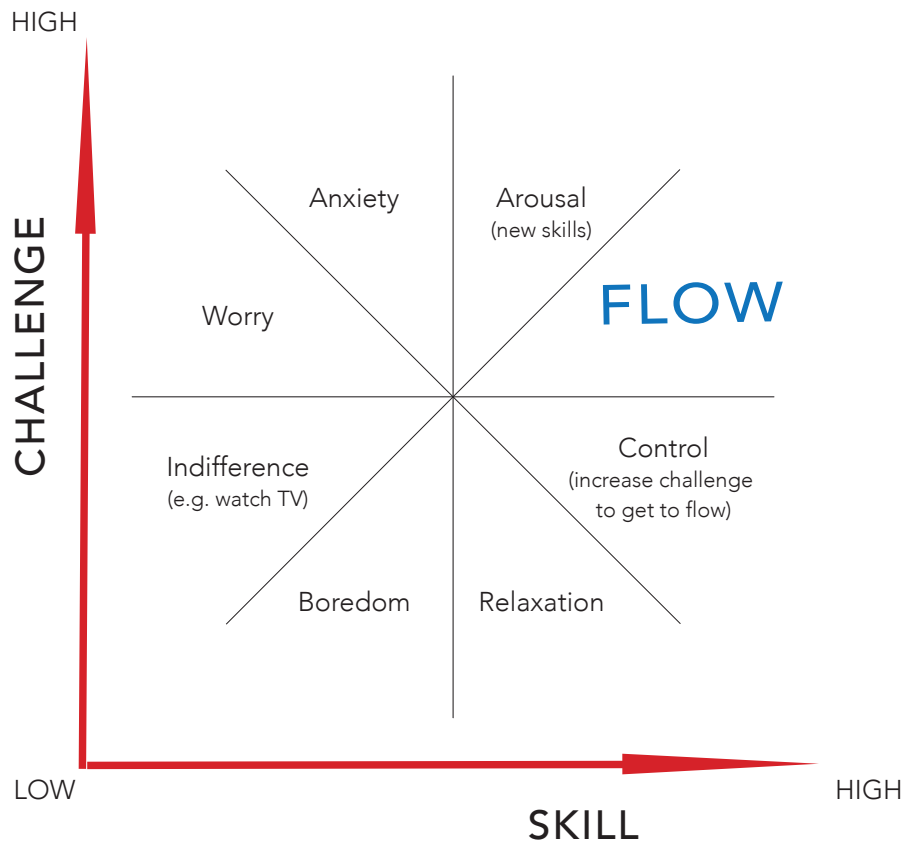 HIGH
Anxiety
Arousal
(new skills)
CHALLENGE
FLOW
Worry
Control
Indifference
(increase challenge
(e.g. watch TV)
to get to flow)
Boredom
Relaxation
LOW
HIGH
SKILL